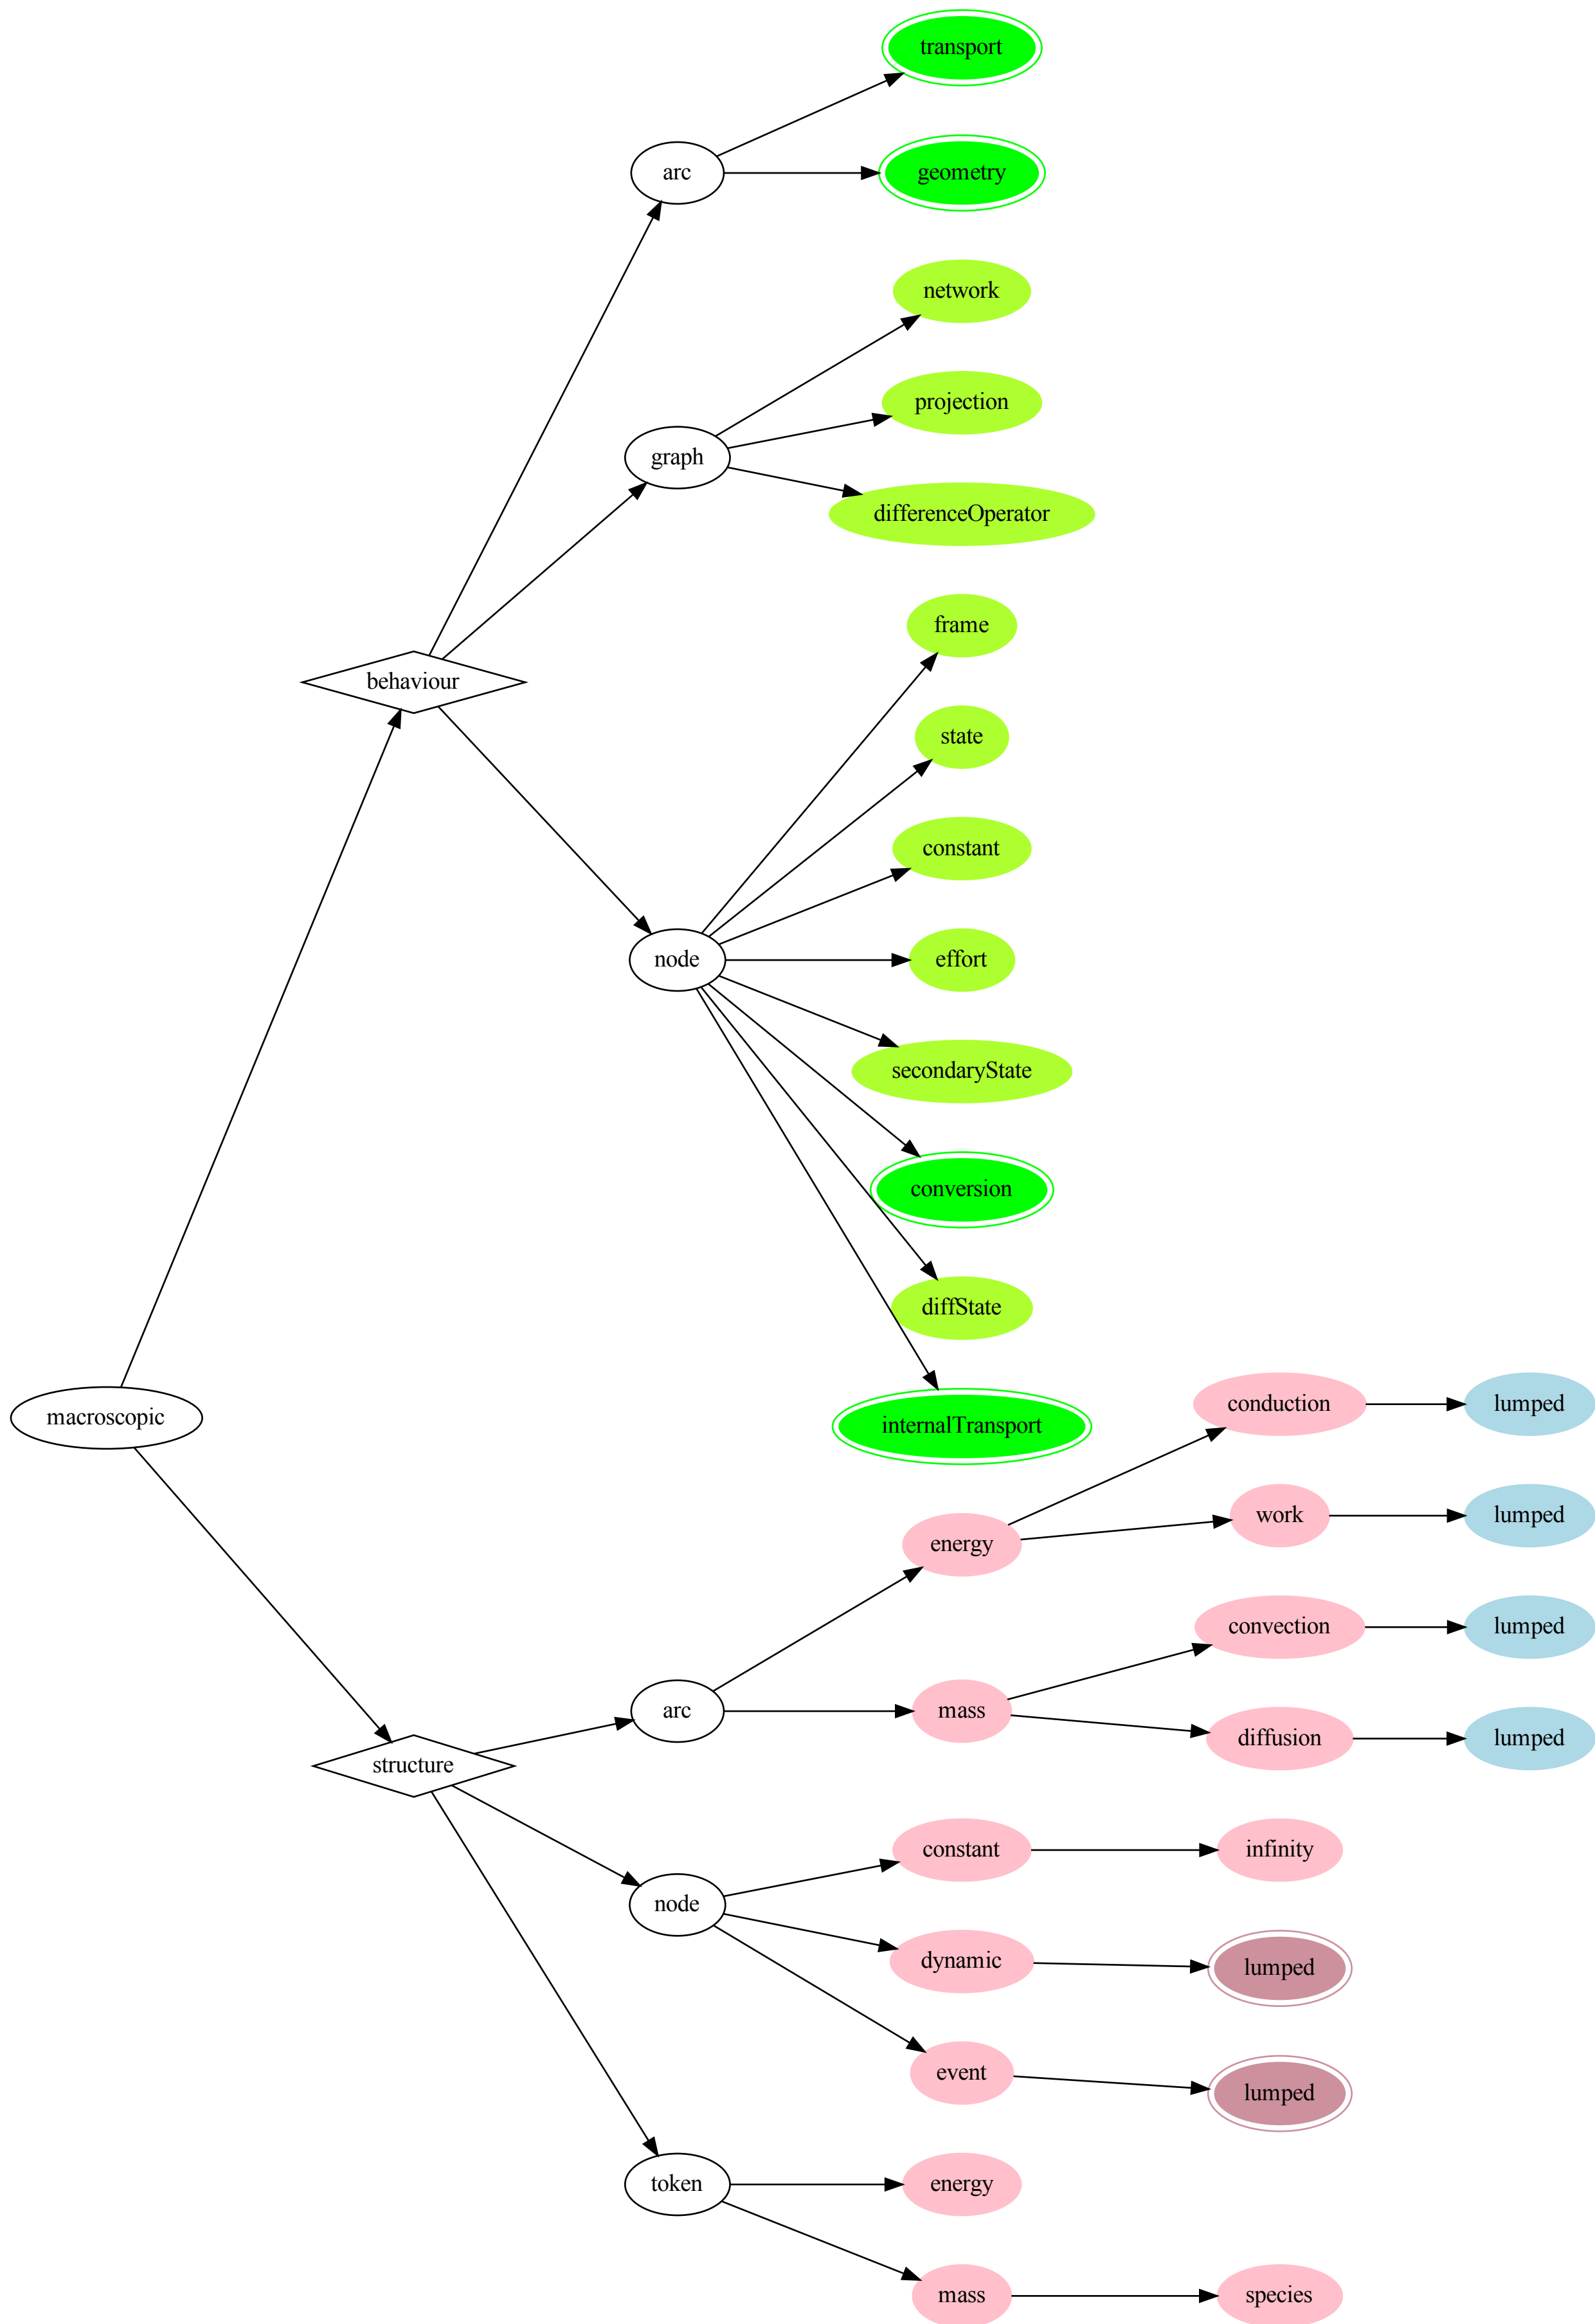 transport
arc
geometry
network
projection
graph
differenceOperator
frame
behaviour
state
constant
node
effort
secondaryState
conversion
diffState
macroscopic
internalTransport
conduction
lumped
energy
work
lumped
convection
lumped
arc
mass
diffusion
lumped
structure
constant
infinity
node
dynamic
lumped
event
lumped
token
energy
mass
species